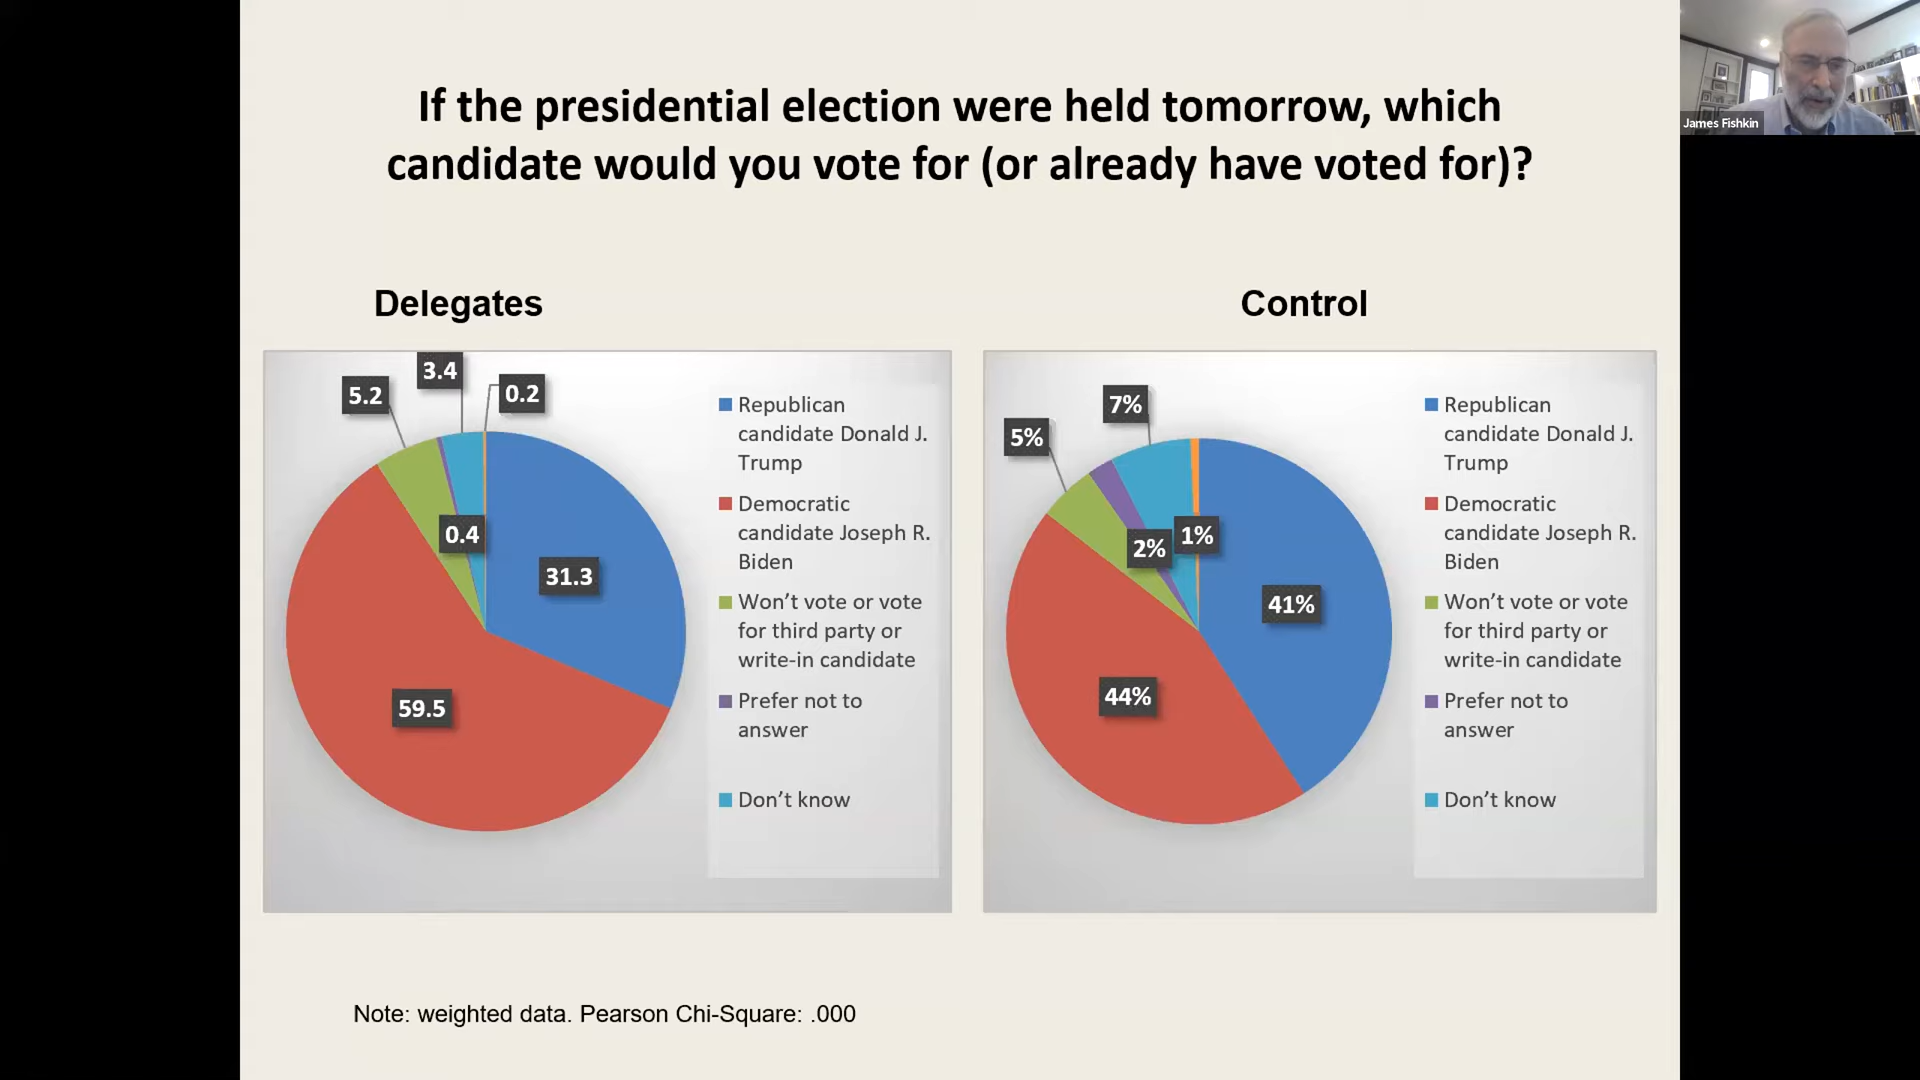 If the presidential election were held tomorrow, which
candidate would you vote for (or already have voted for)?
James Fishkin
Delegates
Control
5.2
3.4
0.2
0.4
31.3
59.5
Republican
candidate Donald J.
Trump
Democratic
candidate Joseph R.
Biden
Won’t vote or vote
for third party or
write-in candidate
Prefer not to
answer
Don’t know
5%
7%
2%
1%
41%
44%
Republican
candidate Donald J.
Trump
Democratic
candidate Joseph R.
Biden
Won’t vote or vote
for third party or
write-in candidate
Prefer not to
answer
Don’t know
Note: weighted data. Pearson Chi-Square: .000